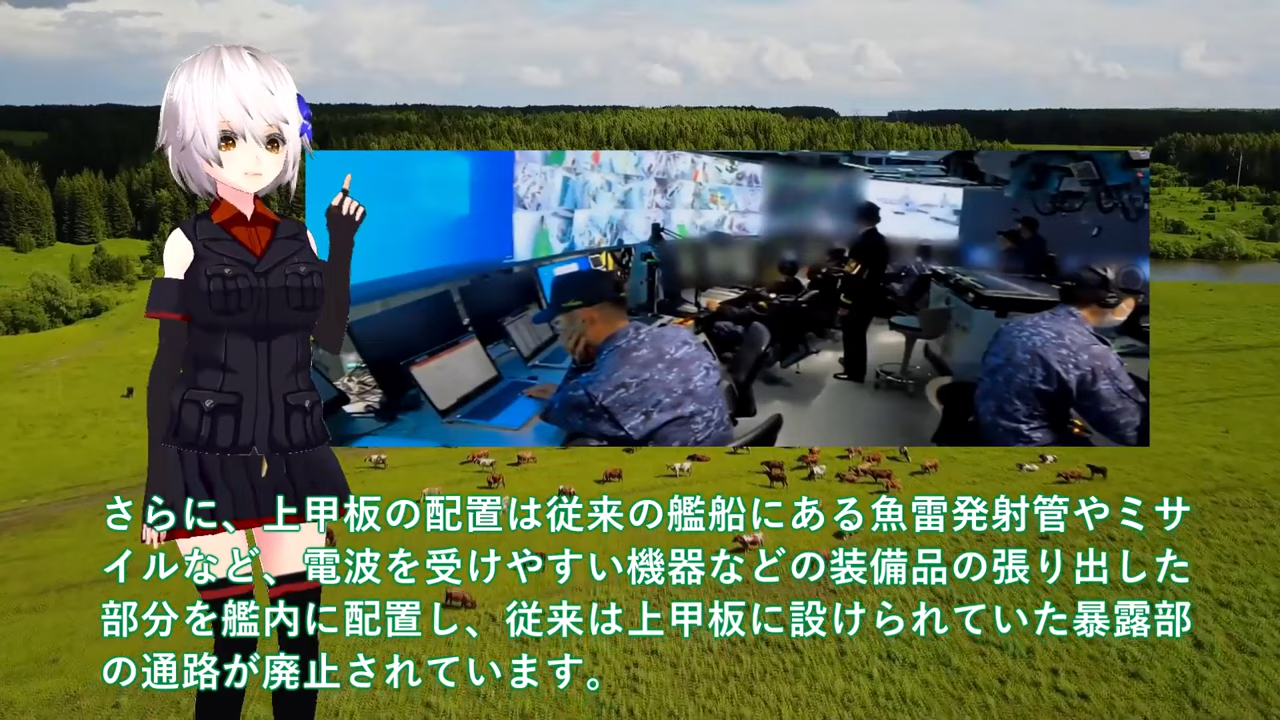 さらに、上甲板の配置は従来の艦船にある魚雷発射管やミサ
イルなど、電波を受けやすい機器などの装備品の張り出した
部分を艦内に配置し、従来は上甲板に設けられていた暴露部
の通路が廃止されています。